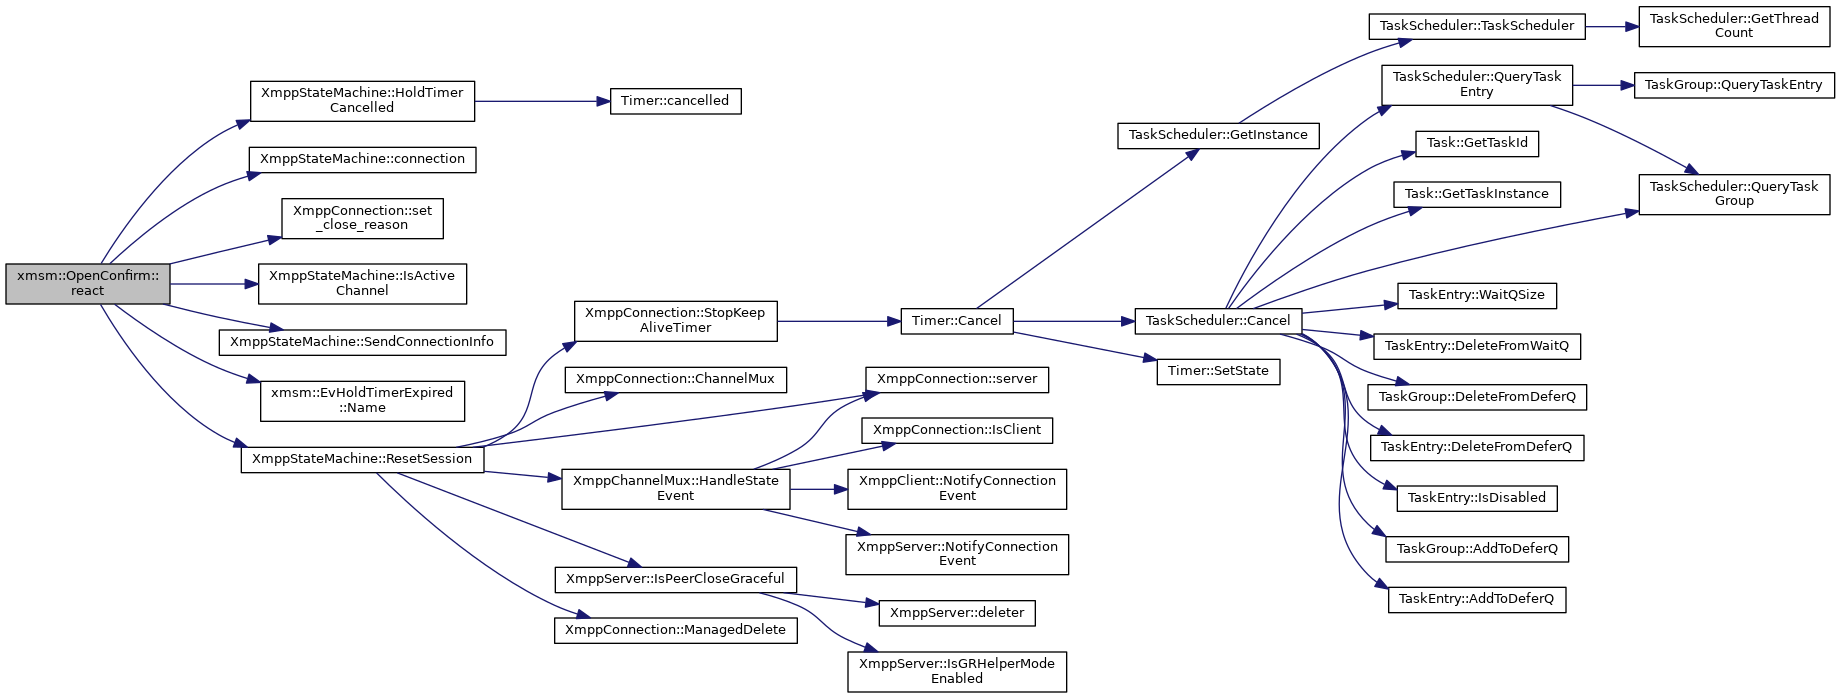 xmsm::OpenConfirm::
react
XmppStateMachine::HoldTimer
Cancelled
Timer::cancelled
XmppStateMachine::connection
XmppConnection::set
_close_reason
XmppStateMachine::IsActive
Channel
XmppStateMachine::SendConnectionInfo
xmsm::EvHoldTimerExpired
::Name
XmppStateMachine::ResetSession
XmppConnection::StopKeep
AliveTimer
XmppConnection::ChannelMux
XmppConnection::server
XmppChannelMux::HandleState
Event
XmppConnection::IsClient
XmppClient::NotifyConnection
Event
XmppServer::NotifyConnection
Event
XmppServer::IsPeerCloseGraceful
XmppServer::deleter
XmppServer::IsGRHelperMode
Enabled
XmppConnection::ManagedDelete
Timer::Cancel
TaskScheduler::GetInstance
TaskScheduler::Cancel
Timer::SetState
TaskScheduler::TaskScheduler
TaskScheduler::GetThread
Count
TaskScheduler::QueryTask
Entry
TaskGroup::QueryTaskEntry
Task::GetTaskId
Task::GetTaskInstance
TaskScheduler::QueryTask
Group
TaskEntry::WaitQSize
TaskEntry::DeleteFromWaitQ
TaskGroup::DeleteFromDeferQ
TaskEntry::DeleteFromDeferQ
TaskEntry::IsDisabled
TaskGroup::AddToDeferQ
TaskEntry::AddToDeferQ